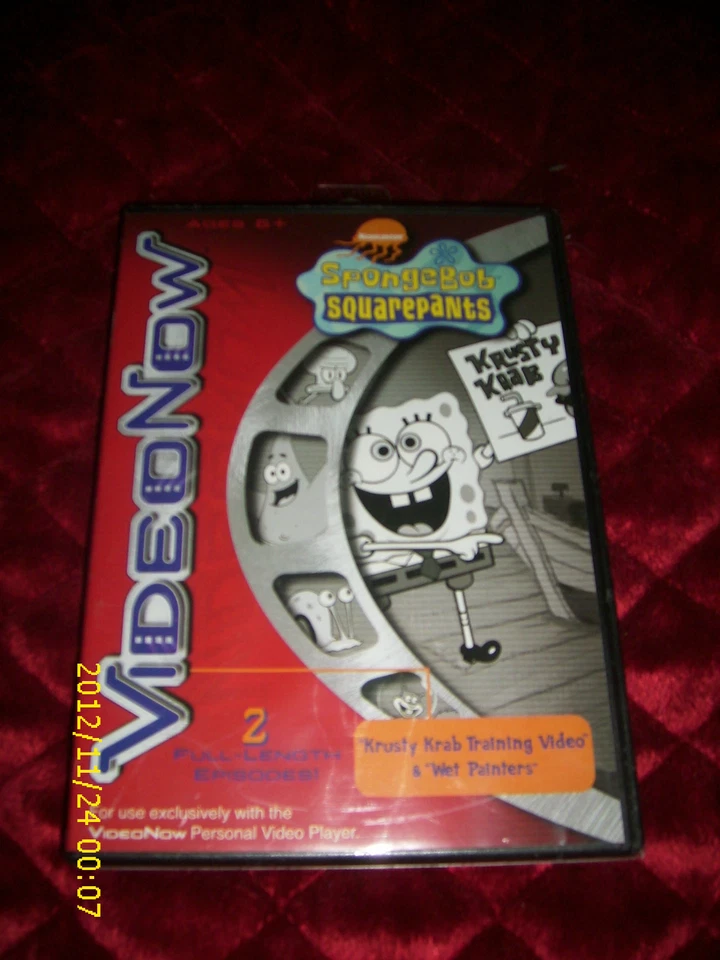 AGES 8+
NICKELODEON
SPONGEBOB
SQUAREPANTS
VIDEONOW
KRUSTY
KRAB
2
FULL-LENGTH
EPISODES!
"Krusty Krab Training Video"
& "Wet Painters"
For use exclusively with the
VIDEONOW Personal Video Player.
2012/11/24 00:07